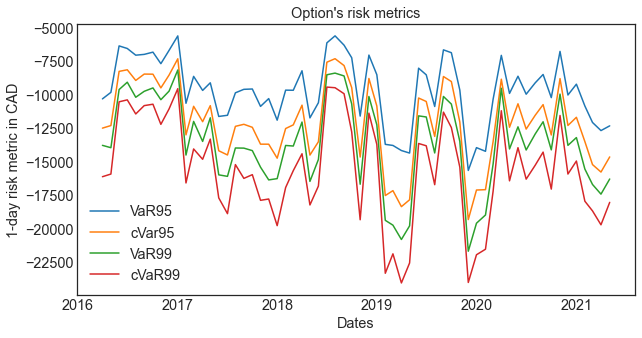 Option's risk metrics
1-day risk metric in CAD
−5000
−7500
−10000
−12500
−15000
−17500
−20000
−22500
VaR95
cVar95
VaR99
cVaR99
2016
2017
2018
2019
2020
2021
Dates